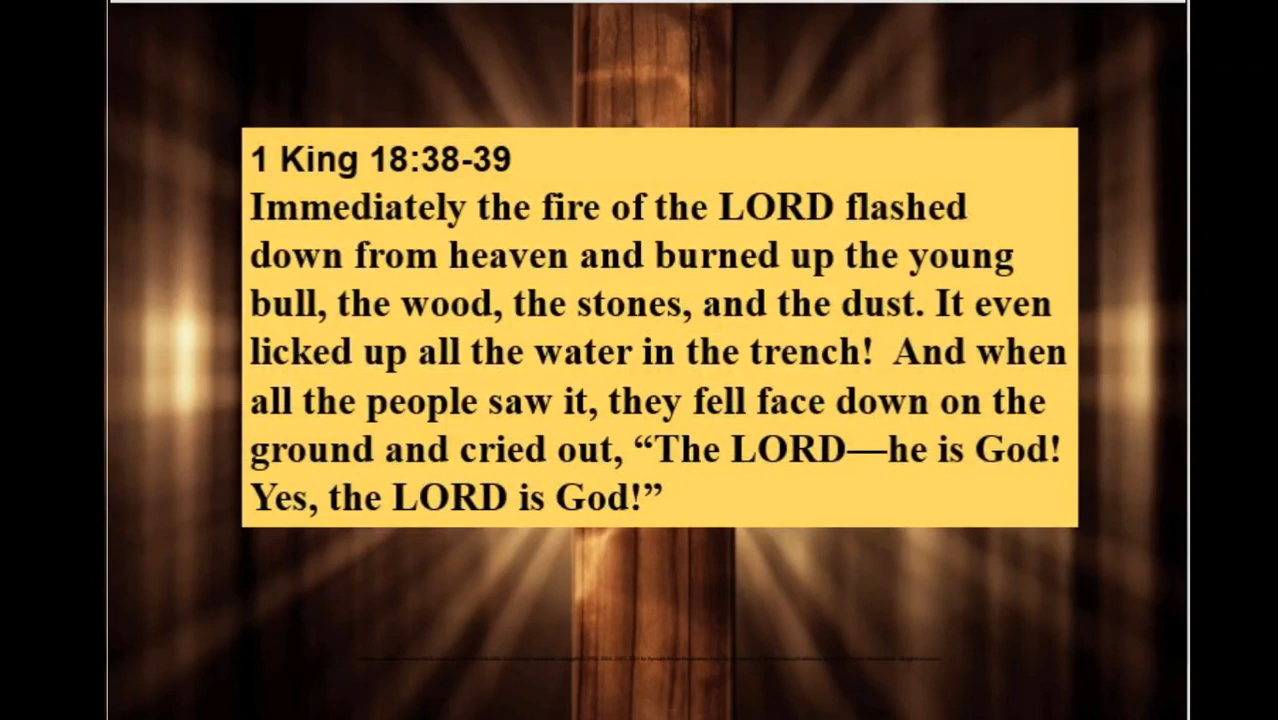 1 King 18:38-39
Immediately the fire of the LORD flashed
down from heaven and burned up the young
bull, the wood, the stones, and the dust. It even
licked up all the water in the trench!  And when
all the people saw it, they fell face down on the
ground and cried out, “The LORD—he is God!
Yes, the LORD is God!”